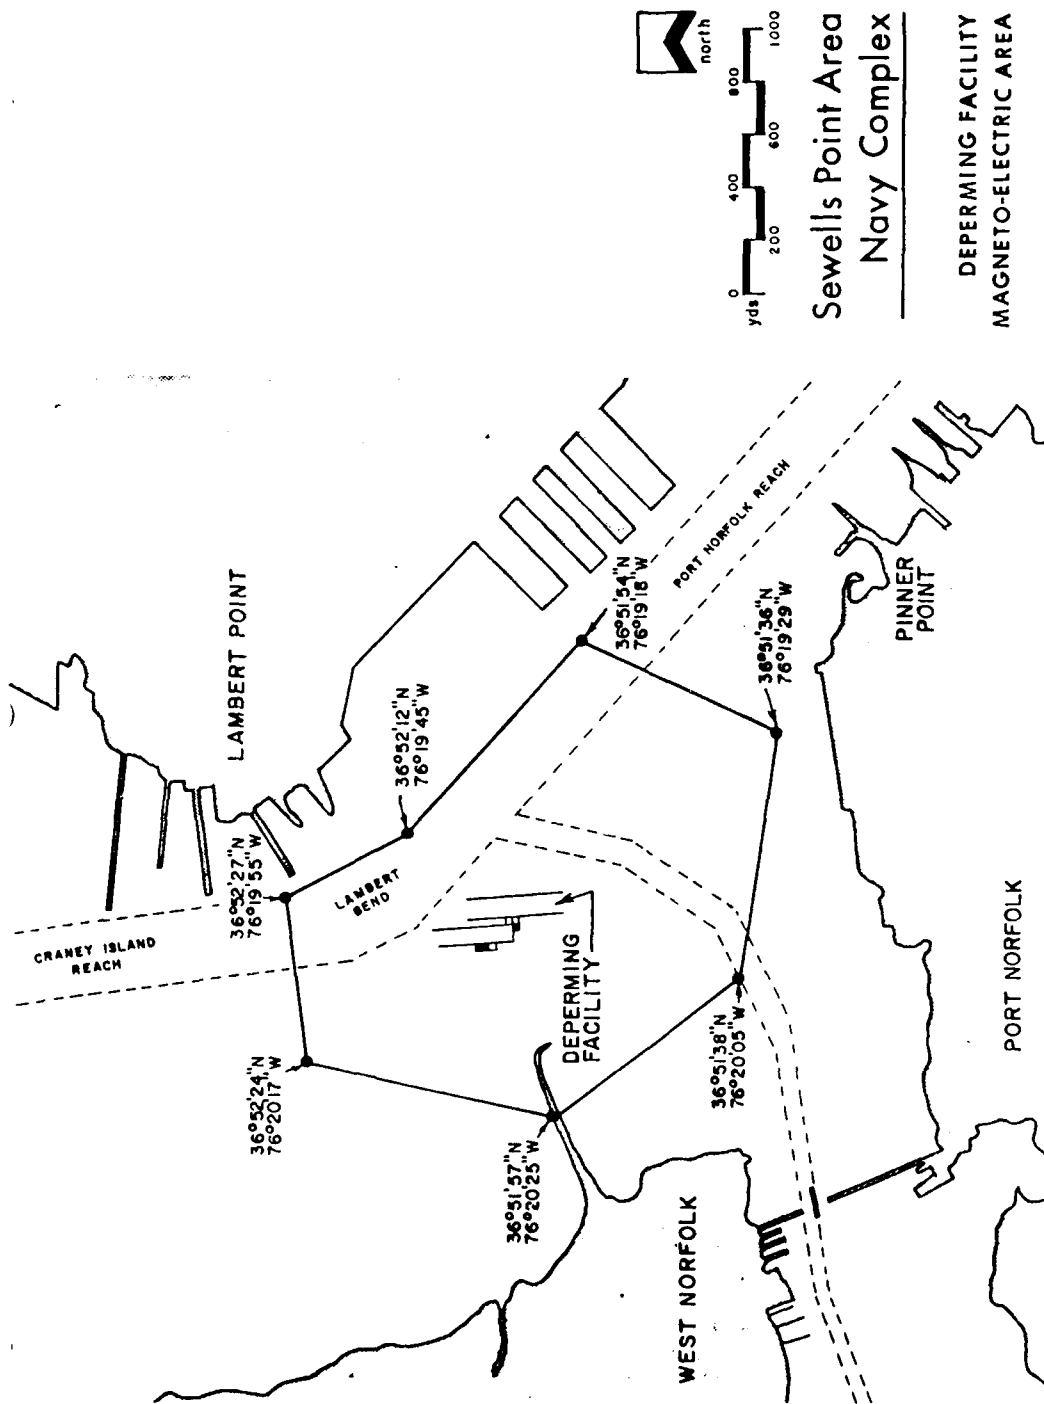 LAMBERT POINT
CRANEY ISLAND
REACH
36°52'27"N
76°19'55"W
36°52'12"N
76°19'45"W
LAMBERT
BEND
36°52'24"N
76°20'17"W
DEPERMING
FACILITY
36°51'57"N
76°20'25"W
36°51'54"N
76°19'18"W
PORT NORFOLK REACH
36°51'36"N
76°19'29"W
36°51'38"N
76°20'05"W
PINNER
POINT
WEST NORFOLK
PORT NORFOLK
north
yds
0
200
400
600
800
1000
Sewells Point Area
Navy Complex
DEPERMING FACILITY
MAGNETO-ELECTRIC AREA